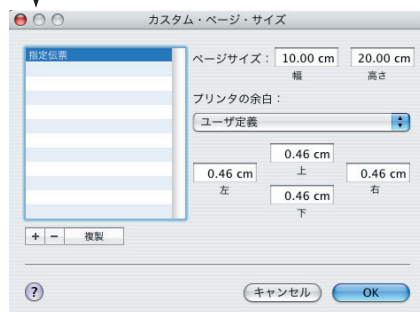 カスタム・ページ・サイズ
指定伝票
ページサイズ： 10.00 cm 20.00 cm
幅 高さ
プリンタの余白：
ユーザ定義
0.46 cm
上
0.46 cm 0.46 cm
左 右
0.46 cm
下
+ − 複製
? キャンセル OK